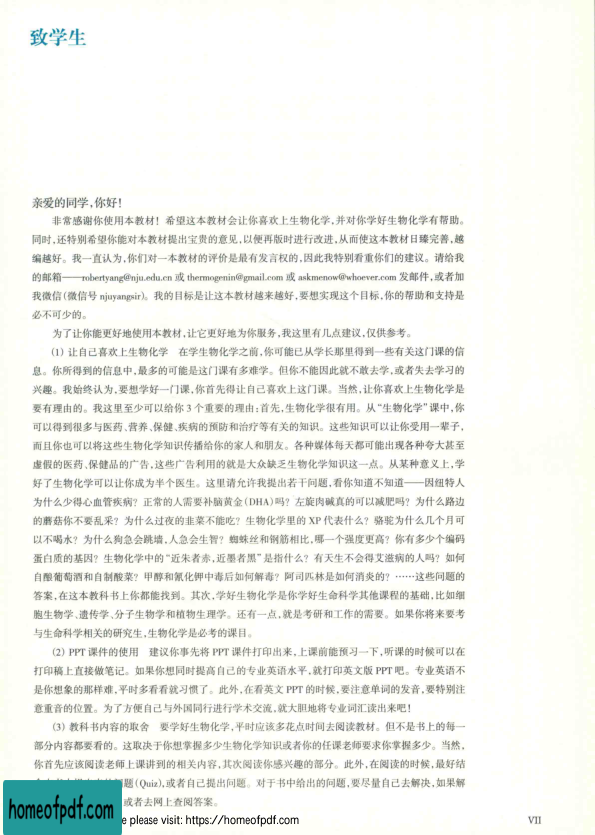 致学生
亲爱的同学,你好!
非常感谢你使用本教材! 希望这本教材会让你喜欢上生物化学,并对你学好生物化学有帮助。
同时,还特别希望你能对本教材提出宝贵的意见,以便再版时进行改进,从而使这本教材日臻完善,越
编越好。我一直认为,你们对一本教材的评价是最有发言权的,因此我特别看重你们的建议。请给我
的邮箱——robertyang@nju.edu.cn 或 thermogenin@gmail.com 或 askmenow@whoever.com 发邮件,或者加
我微信(微信号 njuyangsir)。我的目标是让这本教材越来越好,要想实现这个目标,你的帮助和支持是
必不可少的。
为了让你能更好地使用本教材,让它更好地为你服务,我这里有几点建议,仅供参考。
(1) 让自己喜欢上生物化学 在学生物化学之前,你可能已从学长那里得到一些有关这门课的信
息。你所得到的信息中,最多的可能是这门课有多难学。但你不能因此就不敢去学,或者失去学习的
兴趣。我始终认为,要想学好一门课,你首先得让自己喜欢上这门课。当然,让你喜欢上生物化学是
要有理由的。我这里至少可以给你 3 个重要的理由:首先,生物化学很有用。从“生物化学”课中,你
可以得到很多与医药、营养、保健、疾病的预防和治疗等有关的知识。这些知识可以让你受用一辈子,
而且你也可以将这些生物化学知识传播给你的家人和朋友。各种媒体每天都可能出现各种夸大甚至
虚假的医药、保健品的广告,这些广告利用的就是大众缺乏生物化学知识这一点。从某种意义上,学
好了生物化学可以让你成为半个医生。这里请允许我提出若干问题,看你知道不知道——因纽特人
为什么少得心血管疾病? 正常的人需要补脑黄金(DHA)吗? 左旋肉碱真的可以减肥吗? 为什么路边
的蘑菇你不要乱采? 为什么过夜的韭菜不能吃? 生物化学里的 XP 代表什么? 骆驼为什么几个月可
以不喝水? 为什么狗急会跳墙,人急会生智? 蜘蛛丝和钢筋相比,哪一个强度更高? 你有多少个编码
蛋白质的基因? 生物化学中的“近朱者赤,近墨者黑”是指什么? 有天生不会得艾滋病的人吗? 如何
自酿葡萄酒和自制酸菜? 甲醇和氰化钾中毒后如何解毒? 阿司匹林是如何消炎的? ……这些问题的
答案,在这本教科书上你都能找到。其次,学好生物化学是你学好生命科学其他课程的基础,比如细
胞生物学、遗传学、分子生物学和植物生理学。还有一点,就是考研和工作的需要。如果你将来要考
与生命科学相关的研究生,生物化学是必考的课目。
(2) PPT 课件的使用 建议你事先将 PPT 课件打印出来,上课前能预习一下,听课的时候可以在
打印稿上直接做笔记。如果你想同时提高自己的专业英语水平,就打印英文版 PPT 吧。专业英语不
是你想象的那样难,平时多看看就习惯了。此外,在看英文 PPT 的时候,要注意单词的发音,要特别注
意重音的位置。为了方便自己与外国同行进行学术交流,就大胆地将专业词汇读出来吧!
(3) 教科书内容的取舍 要学好生物化学,平时应该多花点时间去阅读教材。但不是书上的每一
部分内容都要看的。这取决于你想掌握多少生物化学知识或者你的任课老师要求你掌握多少。当然,
你首先应该阅读老师上课讲到的相关内容,其次阅读你感兴趣的部分。此外,在阅读的时候,最好结
题(Quiz),或者自己提出问题。对于书中给出的问题,要尽量自己去解决,如果解
或者去网上查阅答案。
homeofpdf.com
e please visit: https://homeofpdf.com
VII